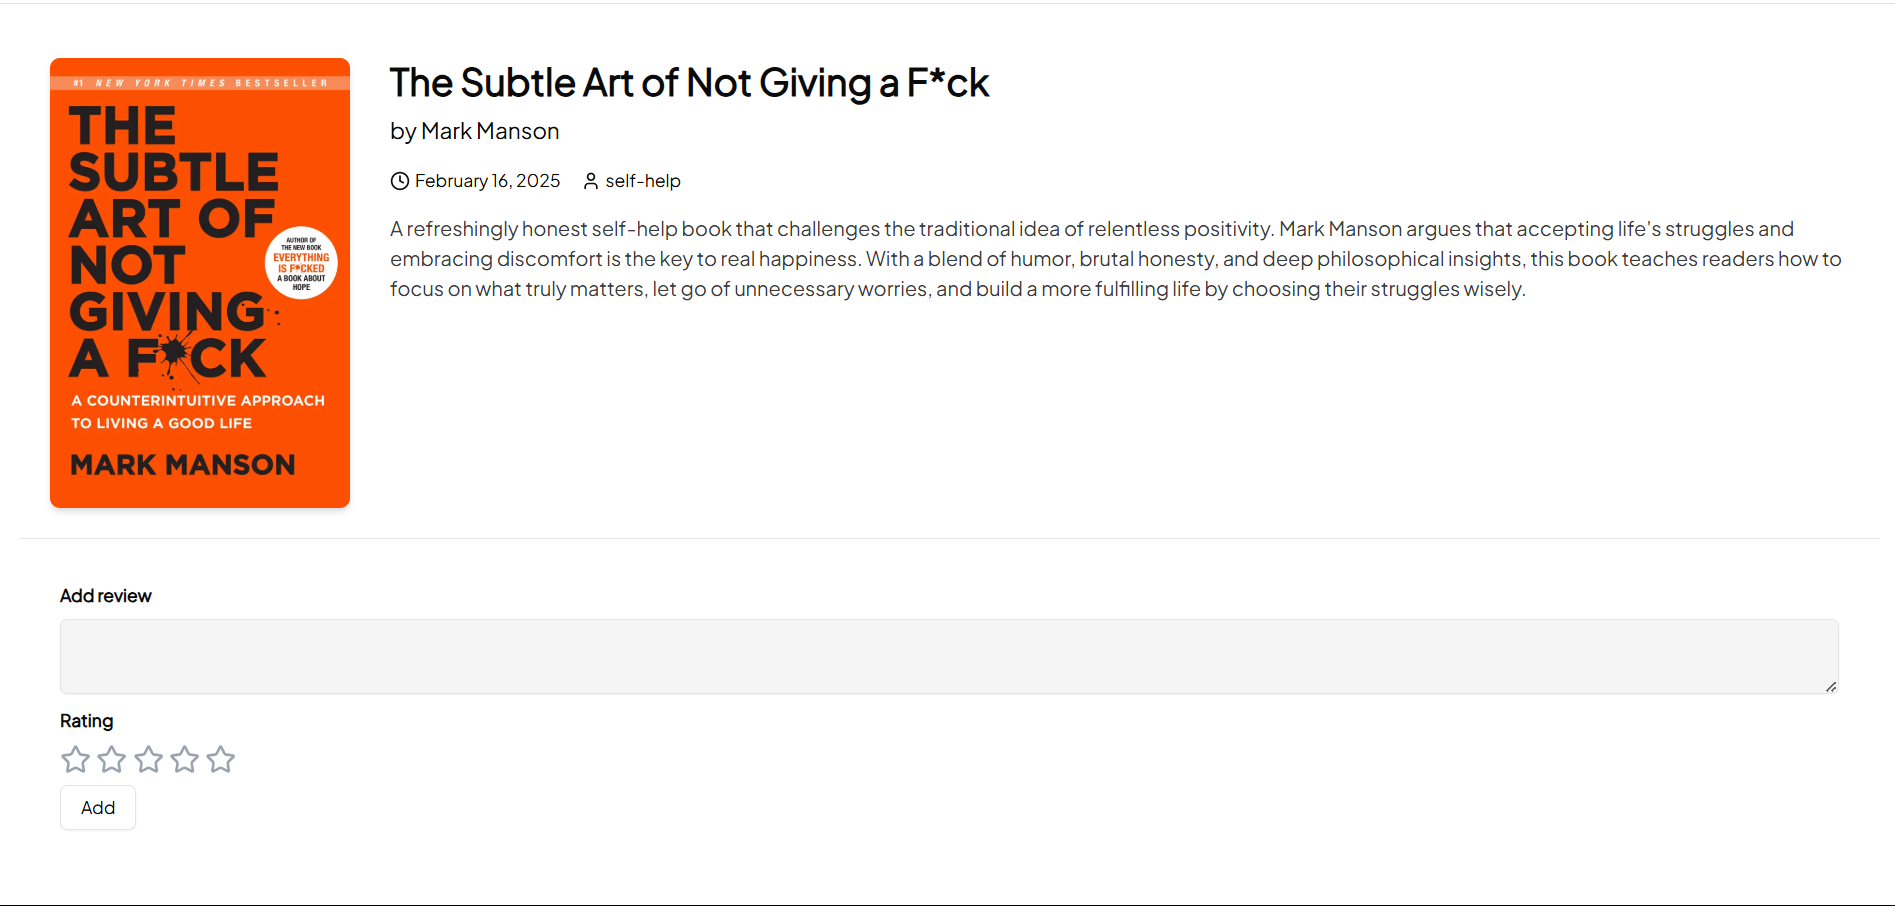 #1 NEW YORK TIMES BESTSELLER
THE
SUBTLE
ART OF
NOT
GIVING
A F*CK
AUTHOR OF
THE NEW BOOK
EVERYTHING
IS F*CKED
A BOOK ABOUT
HOPE
A COUNTERINTUITIVE APPROACH
TO LIVING A GOOD LIFE
MARK MANSON
The Subtle Art of Not Giving a F*ck
by Mark Manson
February 16, 2025 self-help
A refreshingly honest self-help book that challenges the traditional idea of relentless positivity. Mark Manson argues that accepting life's struggles and
embracing discomfort is the key to real happiness. With a blend of humor, brutal honesty, and deep philosophical insights, this book teaches readers how to
focus on what truly matters, let go of unnecessary worries, and build a more fulfilling life by choosing their struggles wisely.
Add review
Rating
Add